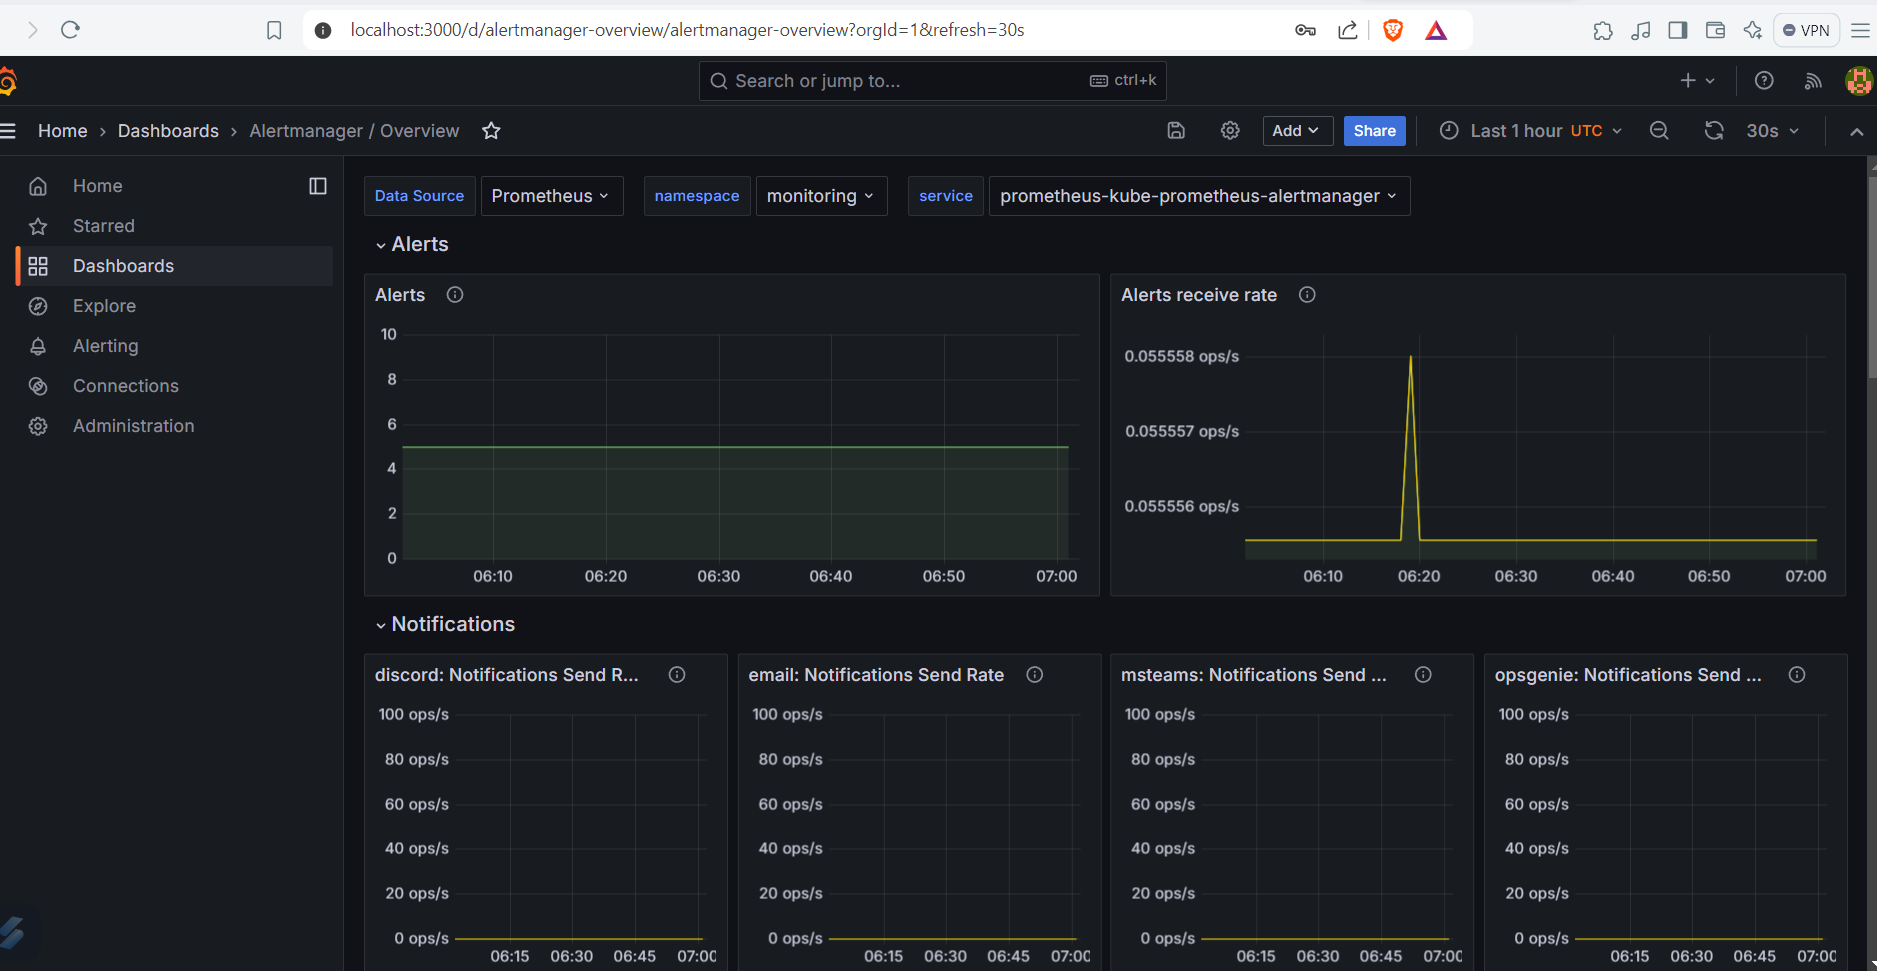 localhost:3000/d/alertmanager-overview/alertmanager-overview?orgId=1&refresh=30s
VPN
Search or jump to...
ctrl+k
Home › Dashboards › Alertmanager / Overview
Add
Share
Last 1 hour UTC
30s
Home
Starred
Dashboards
Explore
Alerting
Connections
Administration
Data Source Prometheus
namespace monitoring
service prometheus-kube-prometheus-alertmanager
Alerts
Alerts
10
8
6
4
2
0
06:10 06:20 06:30 06:40 06:50 07:00
Alerts receive rate
0.055558 ops/s
0.055557 ops/s
0.055556 ops/s
06:10 06:20 06:30 06:40 06:50 07:00
Notifications
discord: Notifications Send R...
100 ops/s
80 ops/s
60 ops/s
40 ops/s
20 ops/s
0 ops/s
06:15 06:30 06:45 07:00
email: Notifications Send Rate
100 ops/s
80 ops/s
60 ops/s
40 ops/s
20 ops/s
0 ops/s
06:15 06:30 06:45 07:00
msteams: Notifications Send ...
100 ops/s
80 ops/s
60 ops/s
40 ops/s
20 ops/s
0 ops/s
06:15 06:30 06:45 07:00
opsgenie: Notifications Send ...
100 ops/s
80 ops/s
60 ops/s
40 ops/s
20 ops/s
0 ops/s
06:15 06:30 06:45 07:00